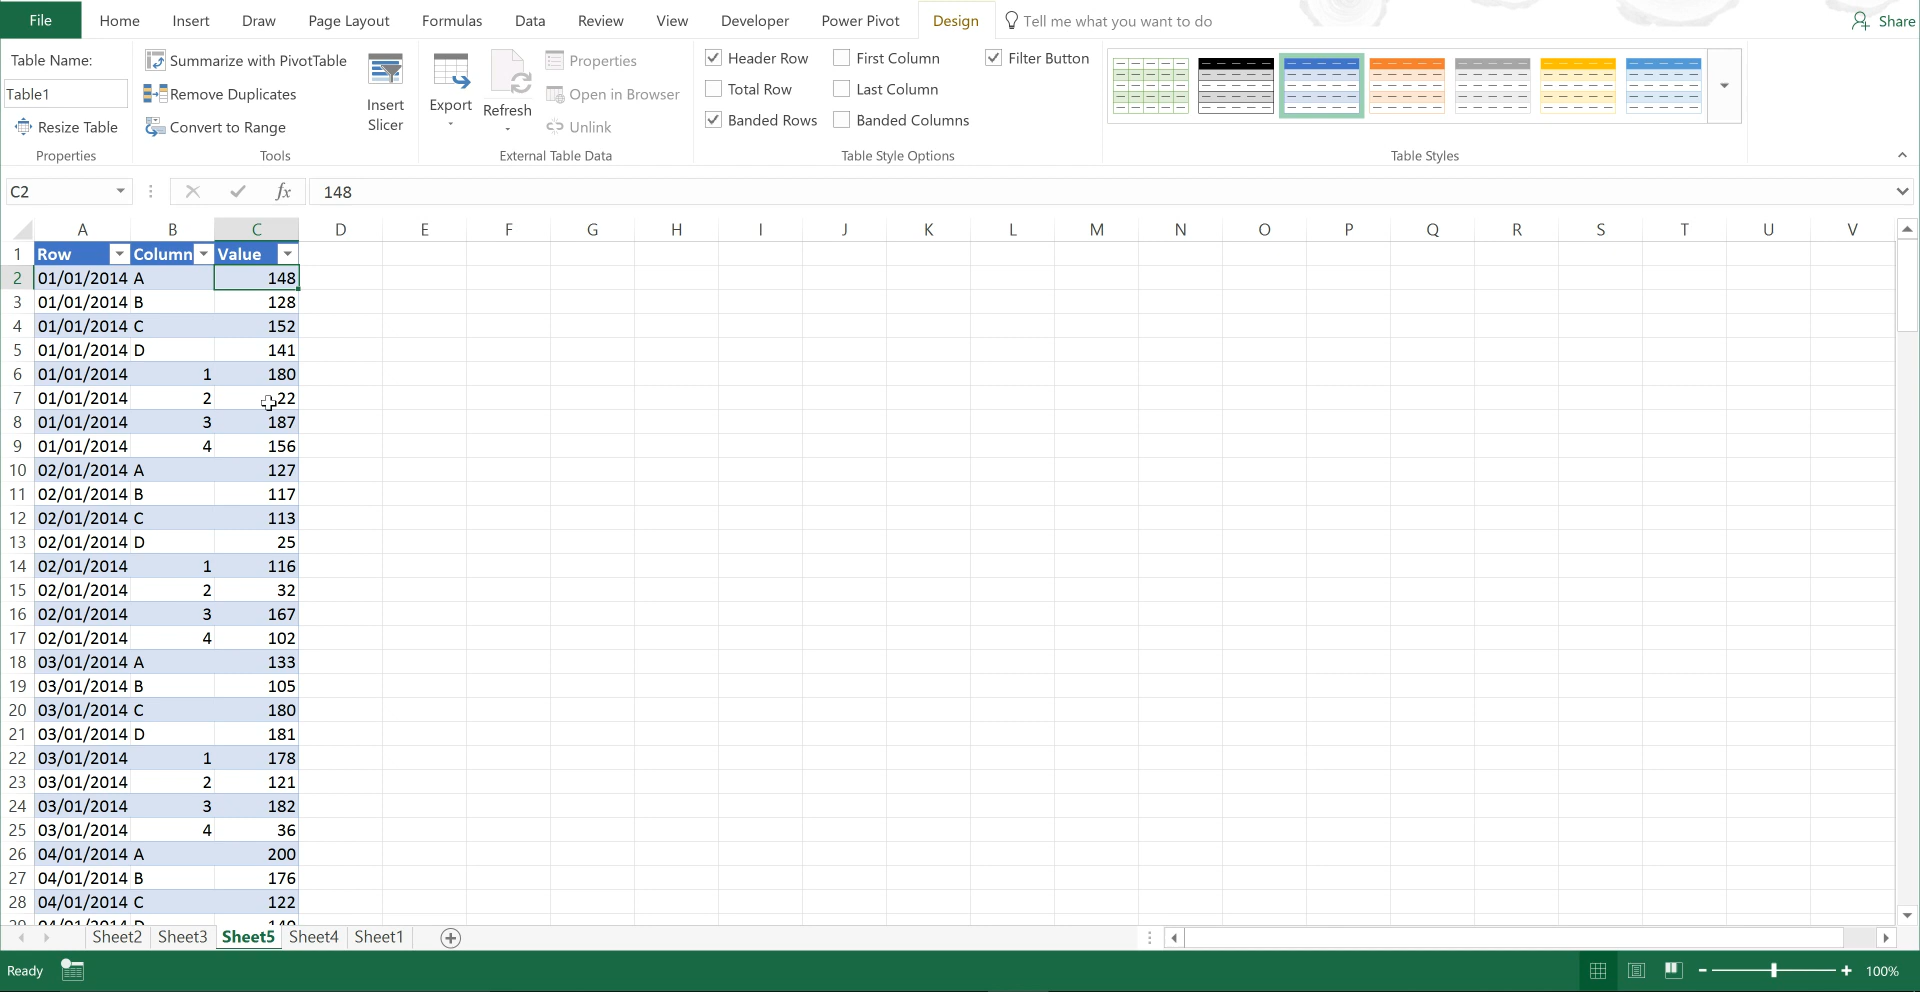 File Home Insert Draw Page Layout Formulas Data Review View Developer Power Pivot Design Tell me what you want to do Share
Table Name:
Table1
Resize Table
Properties
Summarize with PivotTable
Remove Duplicates
Convert to Range
Tools
Insert Slicer
Export
Refresh
Properties
Open in Browser
Unlink
External Table Data
Header Row First Column Filter Button
Total Row Last Column
Banded Rows Banded Columns
Table Style Options
Table Styles
C2 fx 148
A B C D E F G H I J K L M N O P Q R S T U V
1 Row Column Value
2 01/01/2014 A 148
3 01/01/2014 B 128
4 01/01/2014 C 152
5 01/01/2014 D 141
6 01/01/2014 1 180
7 01/01/2014 2 22
8 01/01/2014 3 187
9 01/01/2014 4 156
10 02/01/2014 A 127
11 02/01/2014 B 117
12 02/01/2014 C 113
13 02/01/2014 D 25
14 02/01/2014 1 116
15 02/01/2014 2 32
16 02/01/2014 3 167
17 02/01/2014 4 102
18 03/01/2014 A 133
19 03/01/2014 B 105
20 03/01/2014 C 180
21 03/01/2014 D 181
22 03/01/2014 1 178
23 03/01/2014 2 121
24 03/01/2014 3 182
25 03/01/2014 4 36
26 04/01/2014 A 200
27 04/01/2014 B 176
28 04/01/2014 C 122
Sheet2 Sheet3 Sheet5 Sheet4 Sheet1
Ready 100%